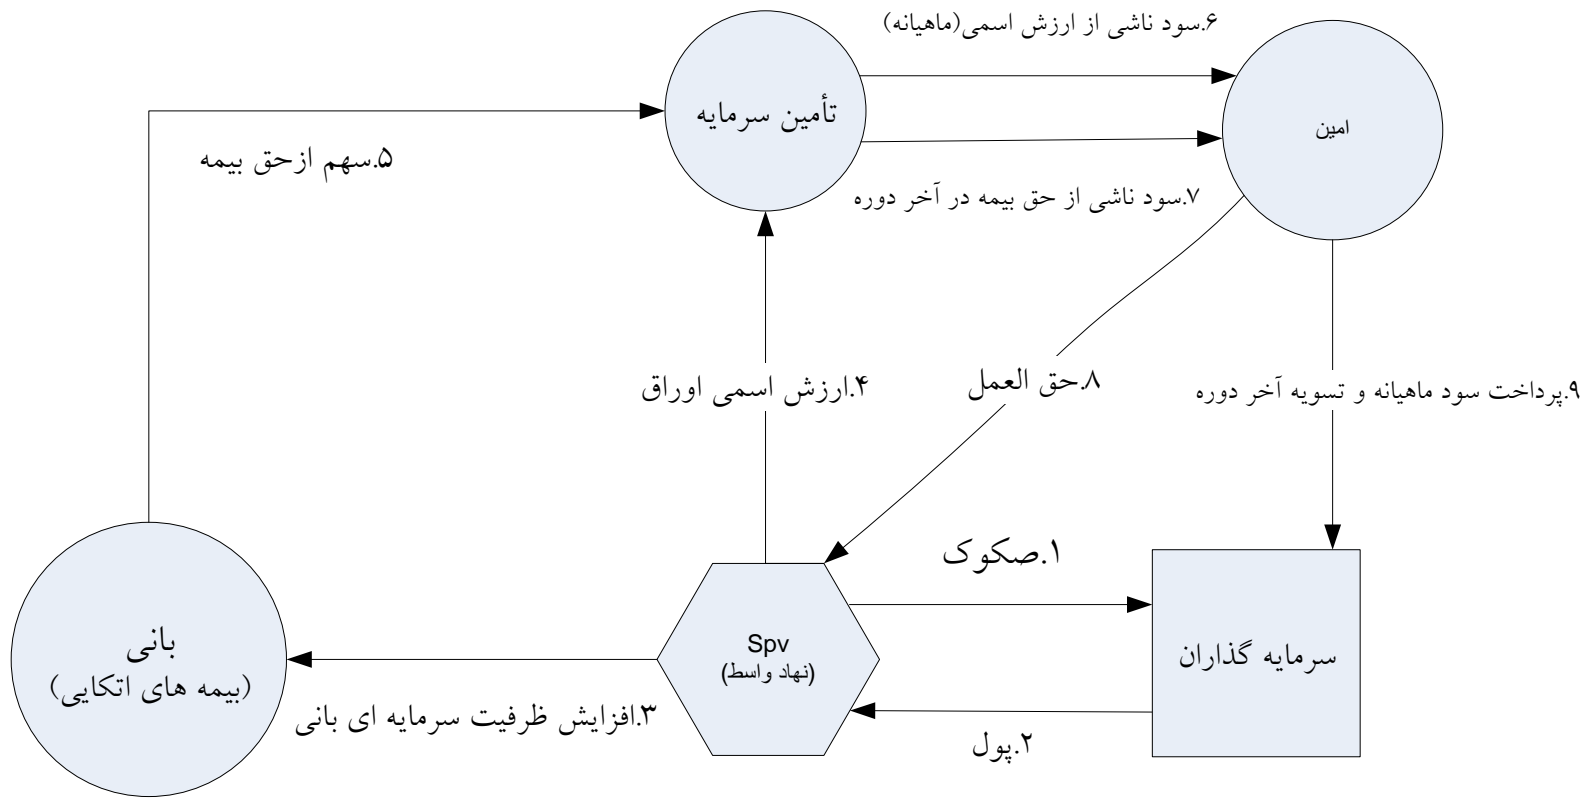 ۶.سود ناشی از ارزش اسمی(ماهیانه)
تأمین سرمایه
امین
۵.سهم ازحق بیمه
۷.سود ناشی از حق بیمه در آخر دوره
۴.ارزش اسمی اوراق
۸.حق العمل
۹.پرداخت سود ماهیانه و تسویه آخر دوره
۱.صکوک
بانی
(بیمه های اتکایی)
Spv
(نهاد واسط)
سرمایه گذاران
۳.افزایش ظرفیت سرمایه ای بانی
۲.پول